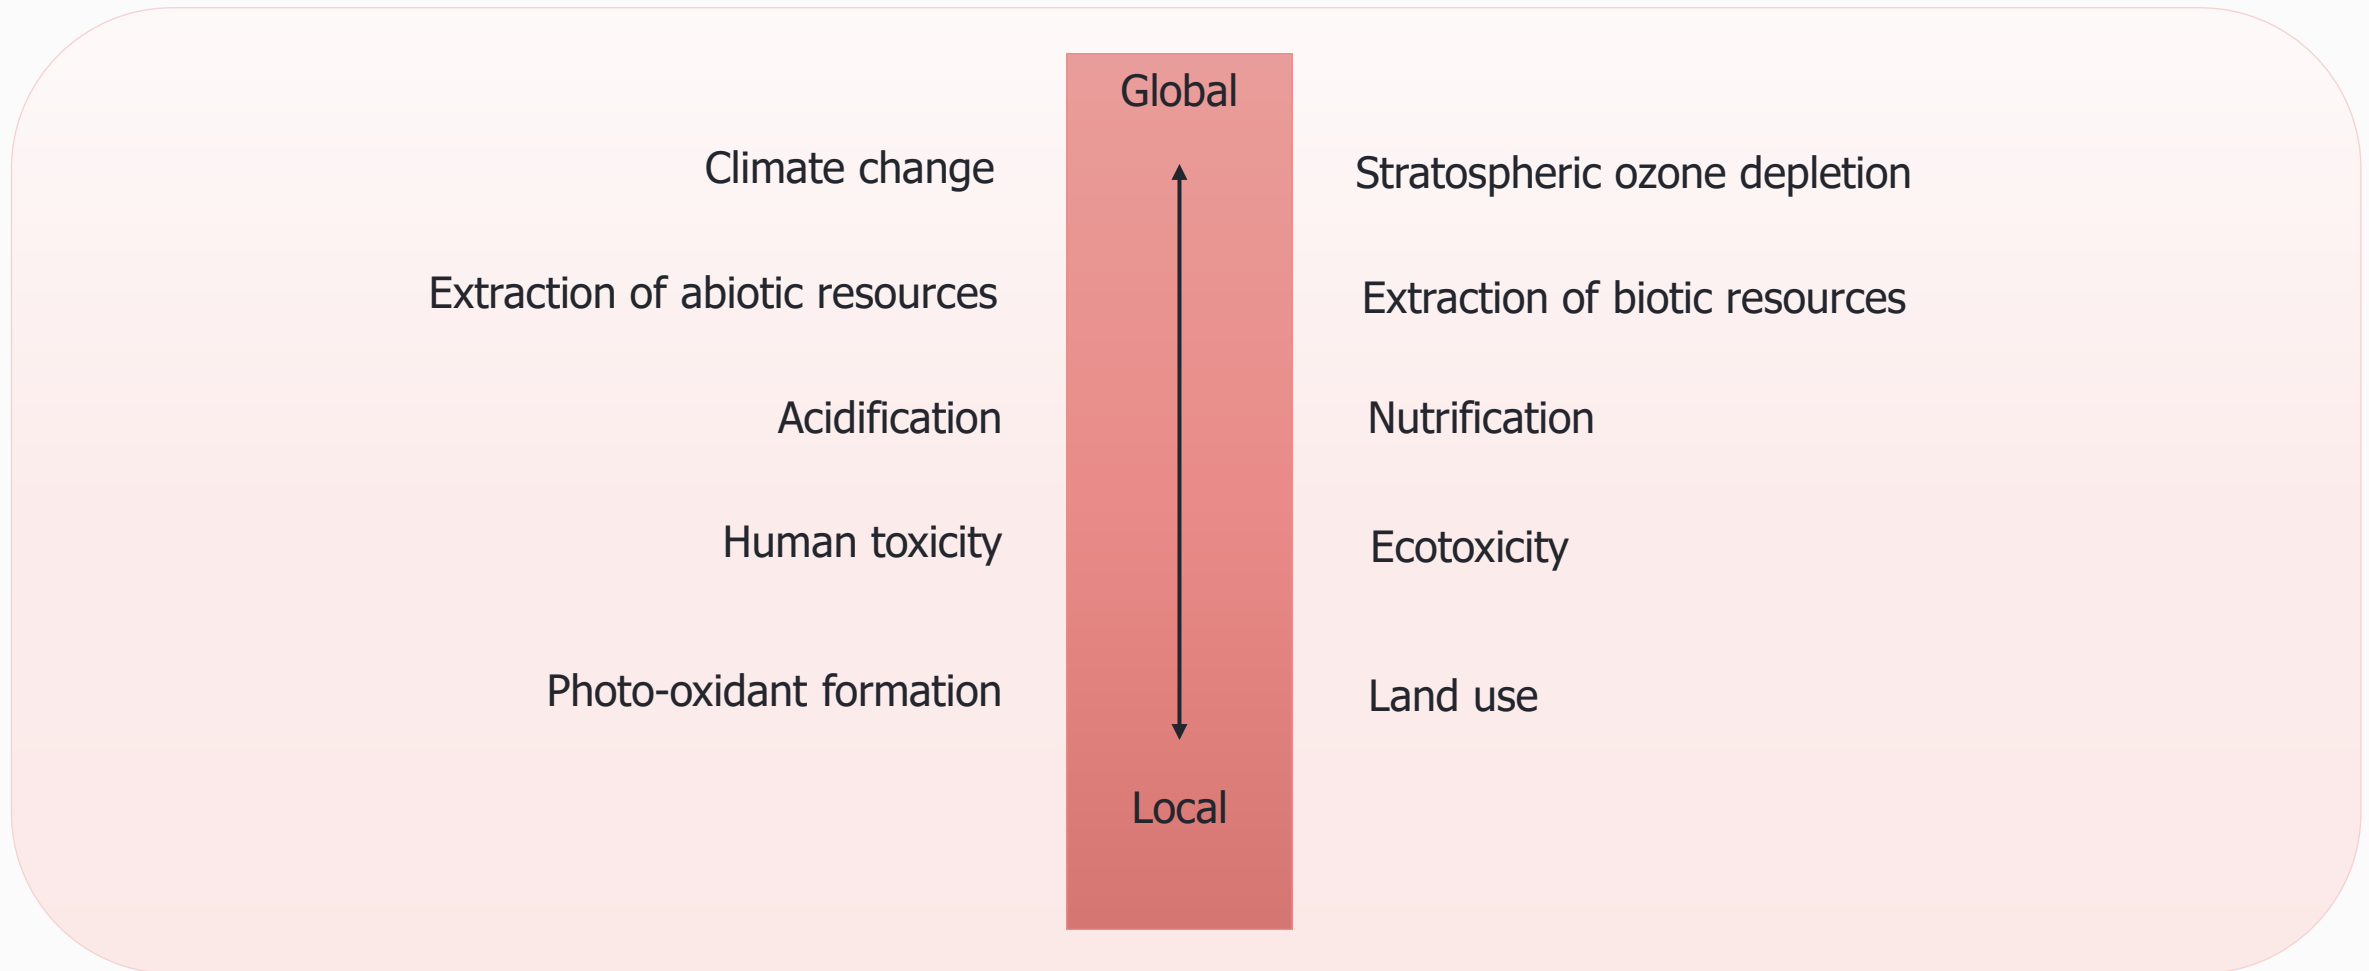 Global
Climate change
Stratospheric ozone depletion
Extraction of abiotic resources
Extraction of biotic resources
Acidification
Nutrification
Human toxicity
Ecotoxicity
Photo-oxidant formation
Land use
Local